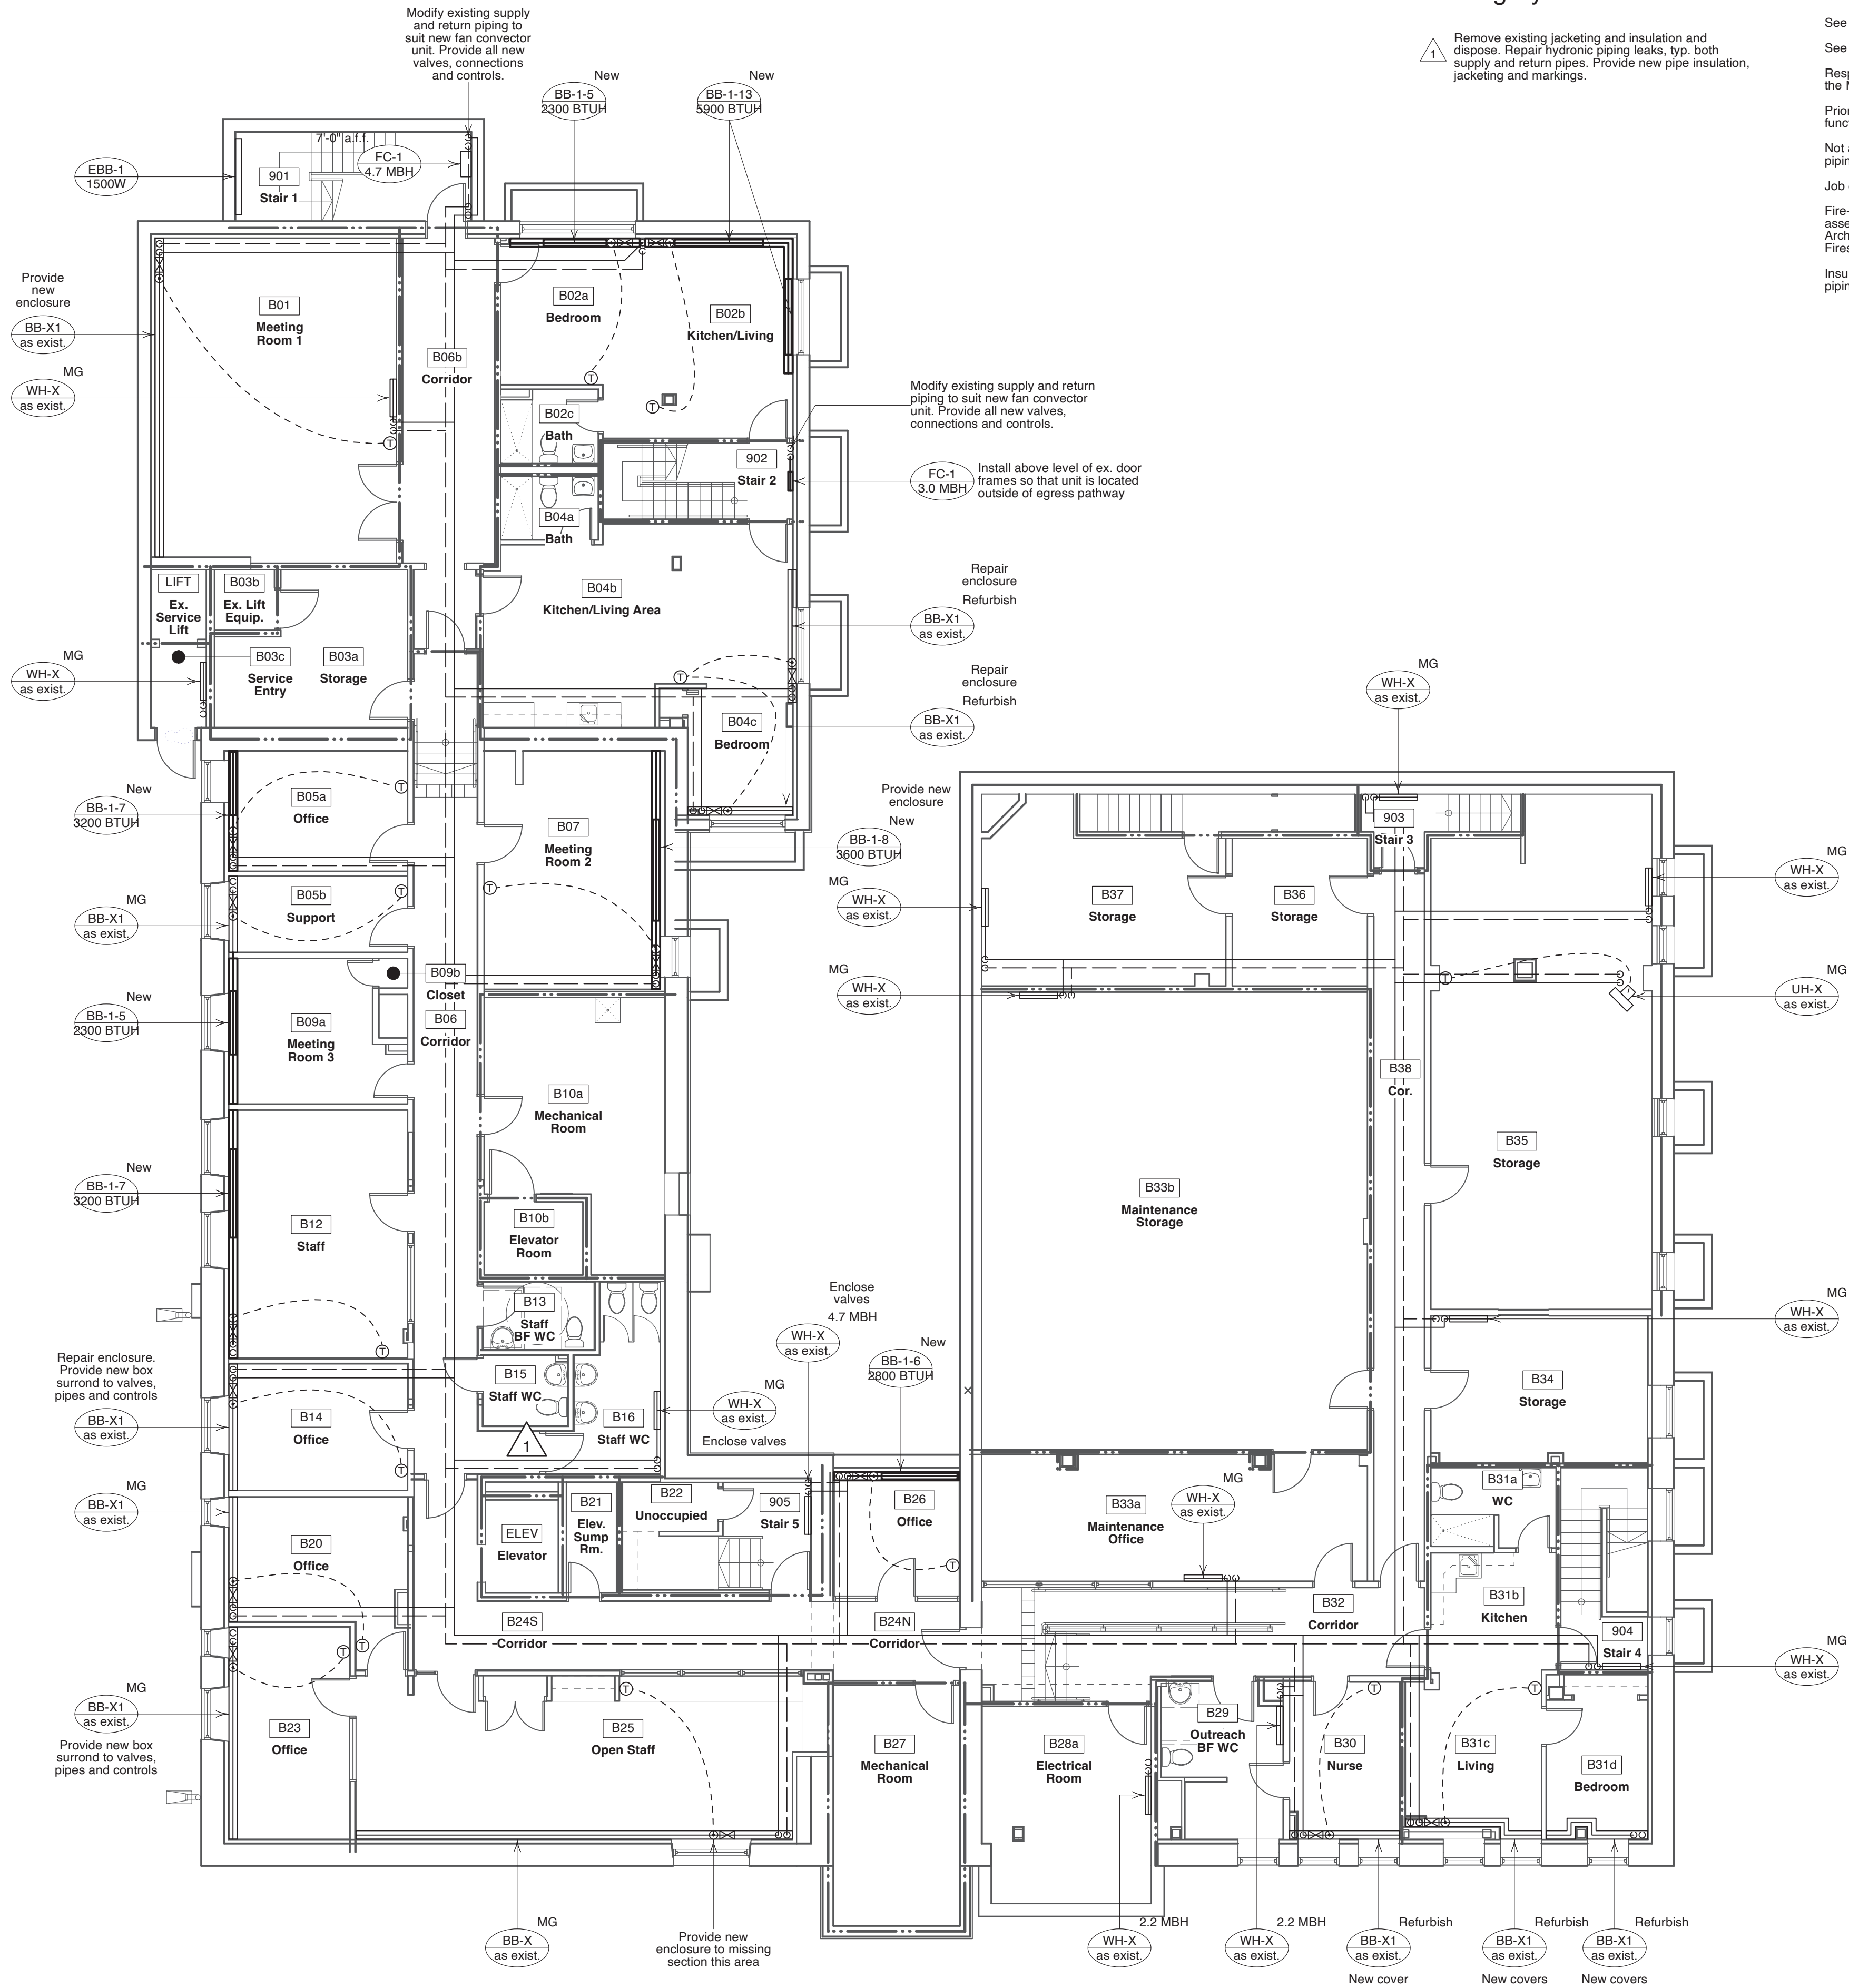 Modify existing supply
and return piping to
suit new fan convector
unit. Provide all new
valves, connections
and controls.
New
BB-1-5
2300 BTUH
New
BB-1-13
5900 BTUH
1
Remove existing jacketing and insulation and
dispose. Repair hydronic piping leaks, typ. both
supply and return pipes. Provide new pipe insulation,
jacketing and markings.
See
See
Job
7'-0" a.f.f.
EBB-1
1500W
901
Stair 1
FC-1
4.7 MBH
Provide
new
enclosure
BB-X1
as exist.
MG
WH-X
as exist.
B01
Meeting
Room 1
B06b
Corridor
B02a
Bedroom
B02b
Kitchen/Living
B02c
Bath
902
Stair 2
B04a
Bath
Modify existing supply and return
piping to suit new fan convector
unit. Provide all new valves,
connections and controls.
FC-1
3.0 MBH
Install above level of ex. door
frames so that unit is located
outside of egress pathway
LIFT
Ex.
Service
Lift
B03b
Ex. Lift
Equip.
B04b
Kitchen/Living Area
Repair
enclosure
Refurbish
BB-X1
as exist.
MG
WH-X
as exist.
B03c
Service
Entry
B03a
Storage
Repair
enclosure
Refurbish
BB-X1
as exist.
B04c
Bedroom
MG
WH-X
as exist.
New
BB-1-7
3200 BTUH
B05a
Office
B07
Meeting
Room 2
Provide new
enclosure
New
BB-1-8
3600 BTUH
903
Stair 3
MG
WH-X
as exist.
MG
BB-X1
as exist.
B05b
Support
MG
WH-X
as exist.
B37
Storage
B36
Storage
B09b
Closet
MG
WH-X
as exist.
MG
UH-X
as exist.
New
BB-1-5
2300 BTUH
B09a
Meeting
Room 3
B06
Corridor
B10a
Mechanical
Room
B38
Cor.
B35
Storage
New
BB-1-7
3200 BTUH
B12
Staff
B10b
Elevator
Room
B33b
Maintenance
Storage
B13
Staff
BF WC
Enclose
valves
4.7 MBH
WH-X
as exist.
MG
WH-X
as exist.
Repair enclosure.
Provide new box
surrond to valves,
pipes and controls
BB-X1
as exist.
B14
Office
B15
Staff WC
1
B16
Staff WC
MG
WH-X
as exist.
Enclose valves
New
BB-1-6
2800 BTUH
x
B34
Storage
MG
BB-X1
as exist.
B20
Office
ELEV
Elevator
B21
Elev.
Sump
Rm.
B22
Unoccupied
905
Stair 5
B26
Office
B33a
Maintenance
Office
MG
WH-X
as exist.
B31a
WC
B31b
Kitchen
B24S
Corridor
B24N
Corridor
B32
Corridor
904
Stair 4
MG
WH-X
as exist.
MG
BB-X1
as exist.
Provide new box
surrond to valves,
pipes and controls
B23
Office
B25
Open Staff
B27
Mechanical
Room
B28a
Electrical
Room
B29
Outreach
BF WC
B30
Nurse
B31c
Living
B31d
Bedroom
MG
BB-X
as exist.
Provide new
enclosure to missing
section this area
2.2 MBH
WH-X
as exist.
2.2 MBH
WH-X
as exist.
Refurbish
BB-X1
as exist.
New cover
Refurbish
BB-X1
as exist.
New covers
Refurbish
BB-X1
as exist.
New covers